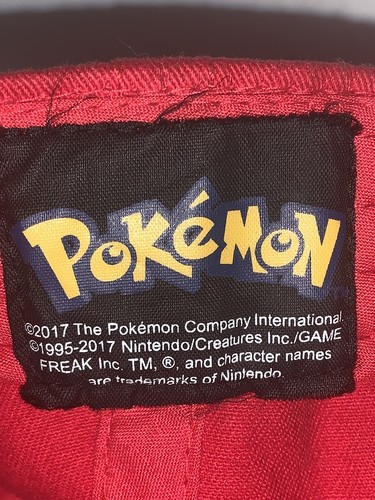 POKéMON
©2017 The Pokémon Company International.
©1995-2017 Nintendo/Creatures Inc./GAME
FREAK Inc. TM, ®, and character names
are trademarks of Nintendo.